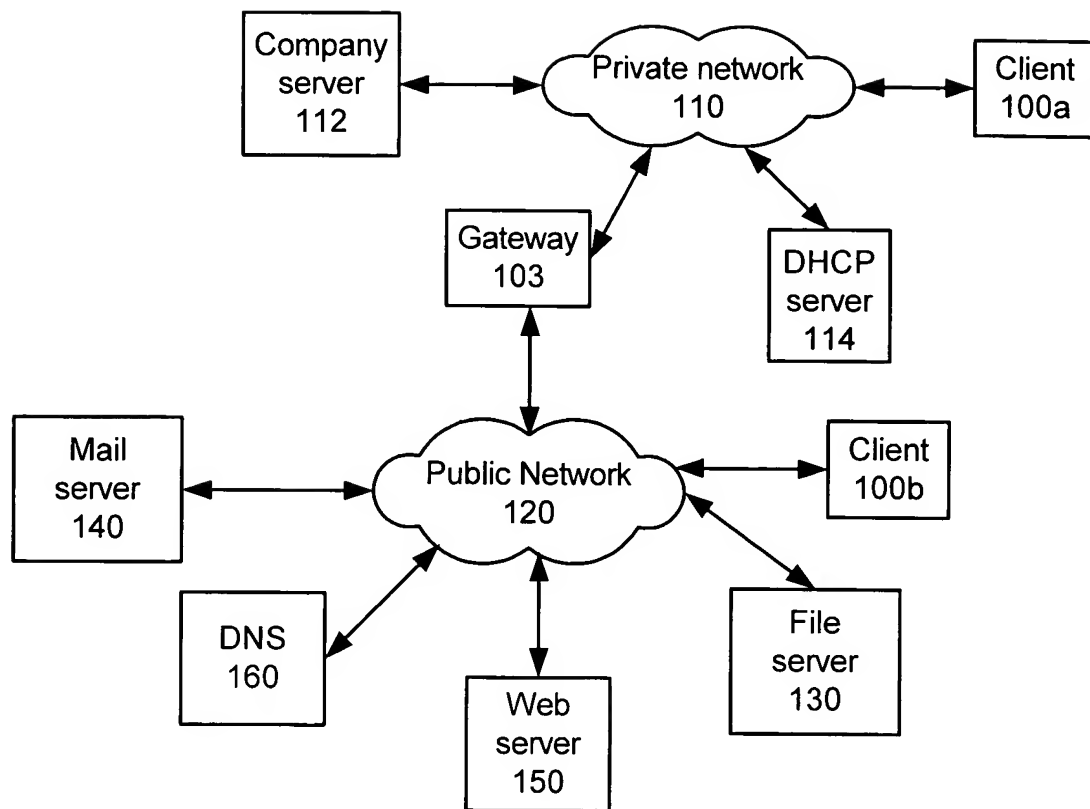 Company
server
112
Private network
110
Client
100a
Gateway
103
DHCP
server
114
Mail
server
140
Public Network
120
Client
100b
DNS
160
Web
server
150
File
server
130